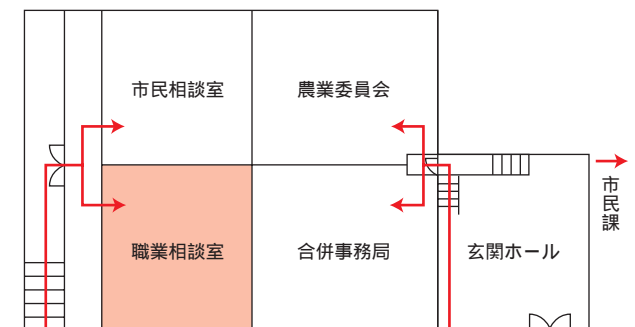 市民相談室
農業委員会
市民課
職業相談室
合併事務局
玄関ホール